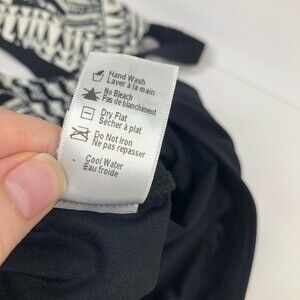 Hand Wash
Laver à la main
No Bleach
Pas de blanchiment
Dry Flat
Sécher à plat
Do Not Iron
Ne pas repasser
Cool Water
Eau froide